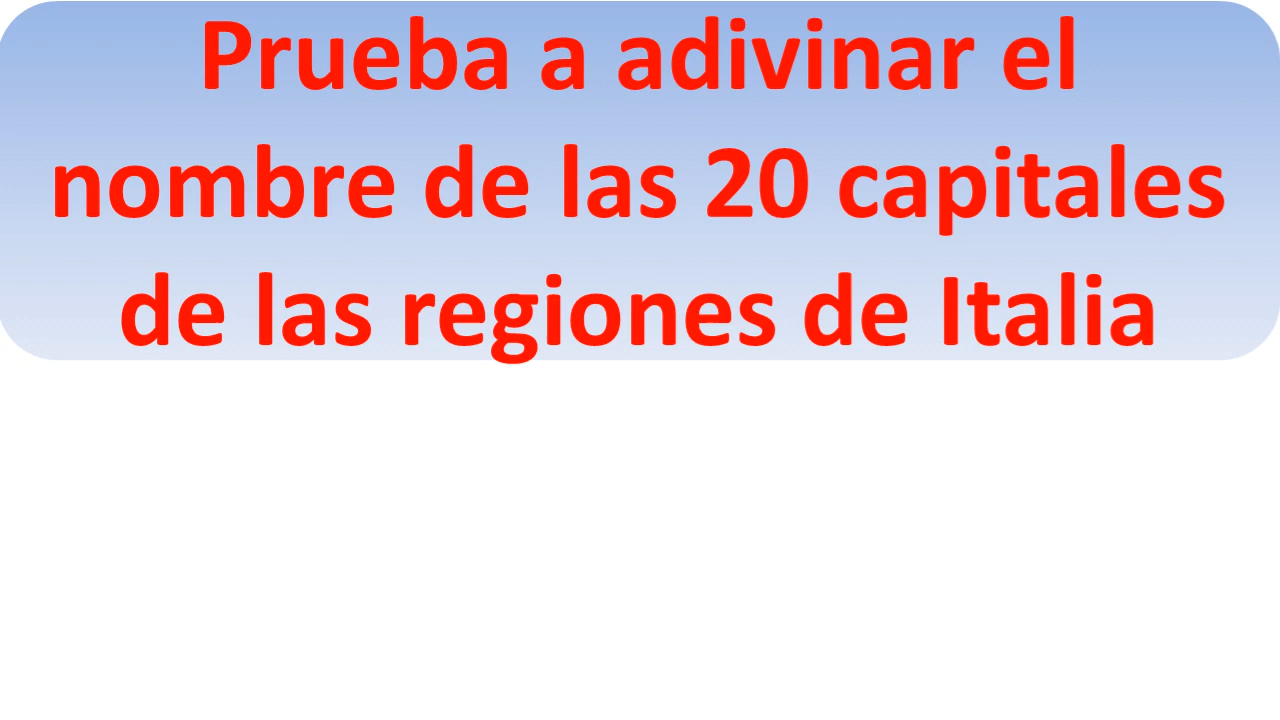 Prueba a adivinar el
nombre de las 20 capitales
de las regiones de Italia